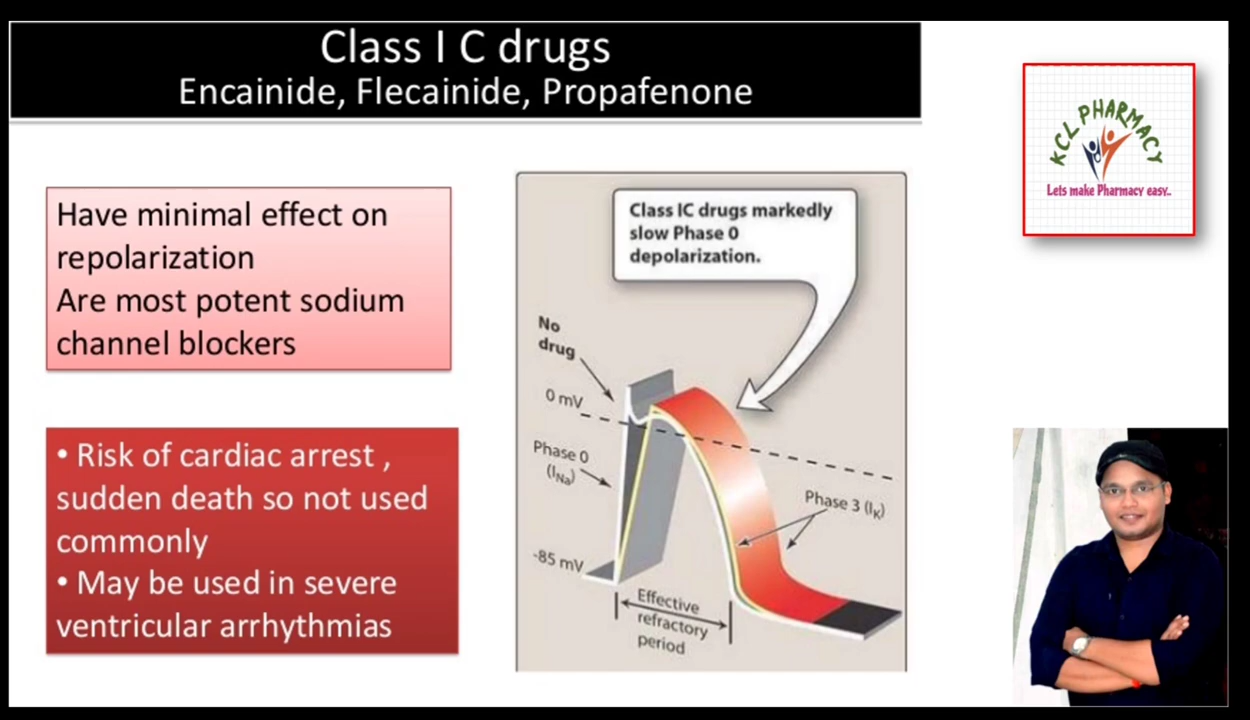 Class I C drugs
Encainide, Flecainide, Propafenone
KCL PHARMACY
Lets make Pharmacy easy..
Have minimal effect on
repolarization
Are most potent sodium
channel blockers
• Risk of cardiac arrest ,
sudden death so not used
commonly
• May be used in severe
ventricular arrhythmias
Class IC drugs markedly
slow Phase 0
depolarization.
No
drug
0 mV
Phase 0
(INa)
Phase 3 (IK)
-85 mV
Effective
refractory
period